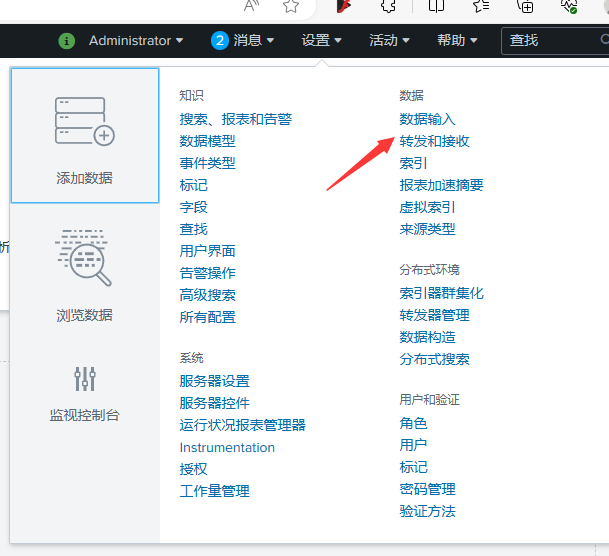 Administrator
2 消息
设置
活动
帮助
查找
添加数据
浏览数据
监视控制台
知识
搜索、报表和告警
数据模型
事件类型
标记
字段
查找
用户界面
告警操作
高级搜索
所有配置
系统
服务器设置
服务器控件
运行状况报表管理器
Instrumentation
授权
工作量管理
数据
数据输入
转发和接收
索引
报表加速摘要
虚拟索引
来源类型
分布式环境
索引器群集化
转发器管理
数据构造
分布式搜索
用户和验证
角色
用户
标记
密码管理
验证方法